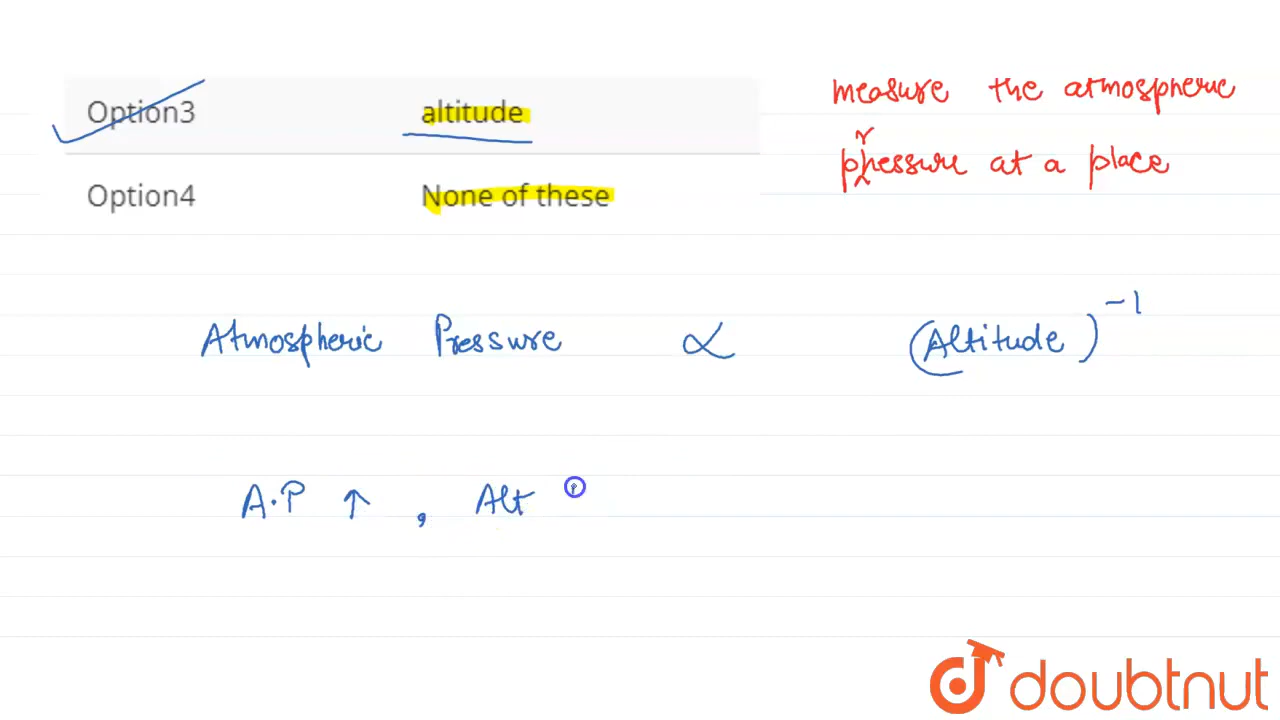 Option3 altitude
Option4 None of these
measure the atmospheric
pressure at a place
Atmospheric Pressure ∝ (Altitude)⁻¹
A.P ↑ , Alt
doubtnut